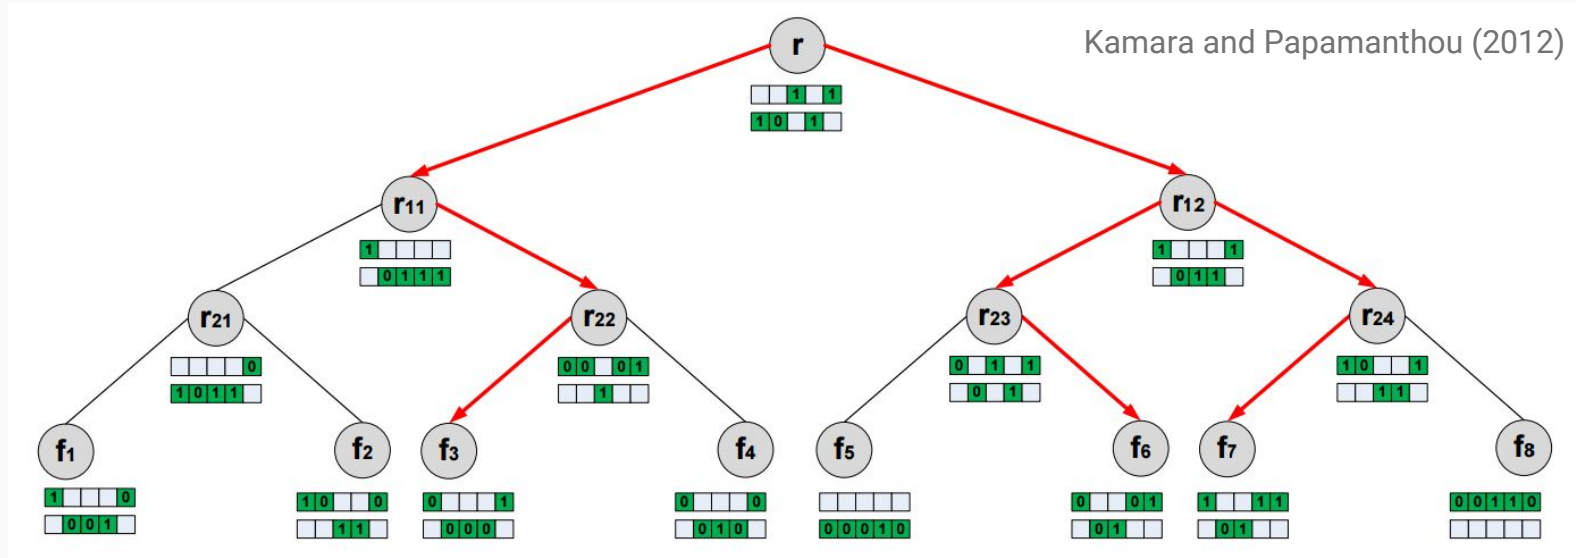 Kamara and Papamanthou (2012)
r
1 1
1 0 1
r11
r12
1
0 1 1 1
1 1
0 1 1
r21
r22
r23
r24
0
1 0 1 1
0 0 0 1
1
0 1 1
0 1
1 0 1
1 1
f1
f2
f3
f4
f5
f6
f7
f8
1 0
0 0 1
1 0 0
1 1
0 1
0 0 0
0 0
0 1 0
0 0 0 1 0
0 0 1
0 1
1 1 1
0 1
0 0 1 1 0